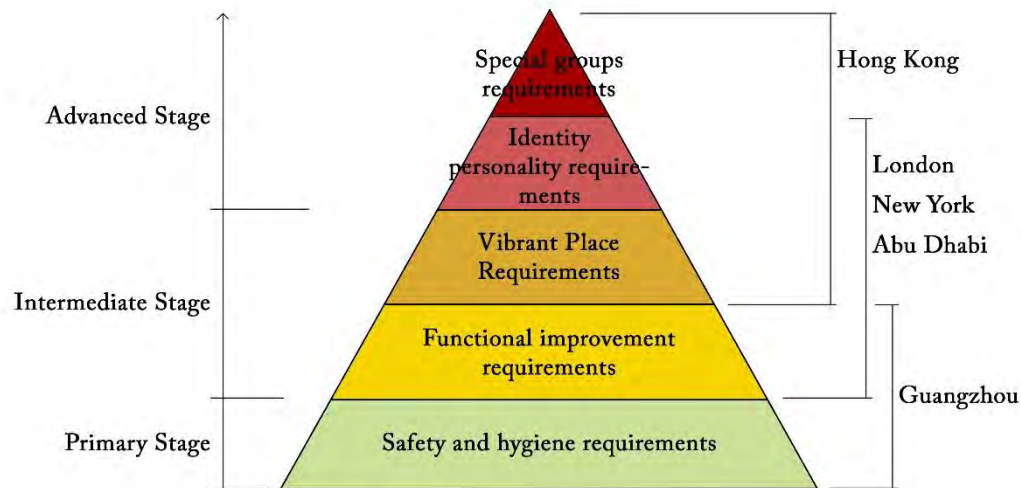 Special groups
requirements
Hong Kong
Advanced Stage
Identity
personality require-
ments
London
New York
Abu Dhabi
Vibrant Place
Requirements
Intermediate Stage
Functional improvement
requirements
Guangzhou
Primary Stage
Safety and hygiene requirements